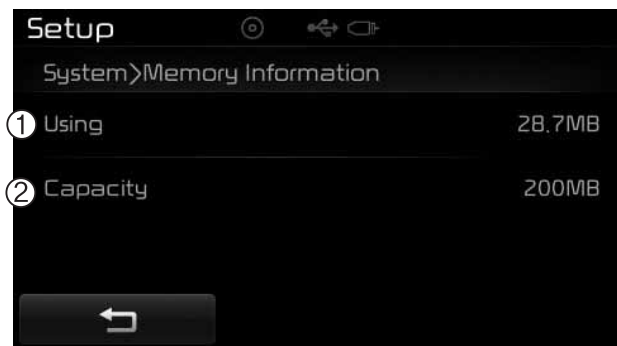 Setup
System>Memory Information
① Using 28.7MB
② Capacity 200MB